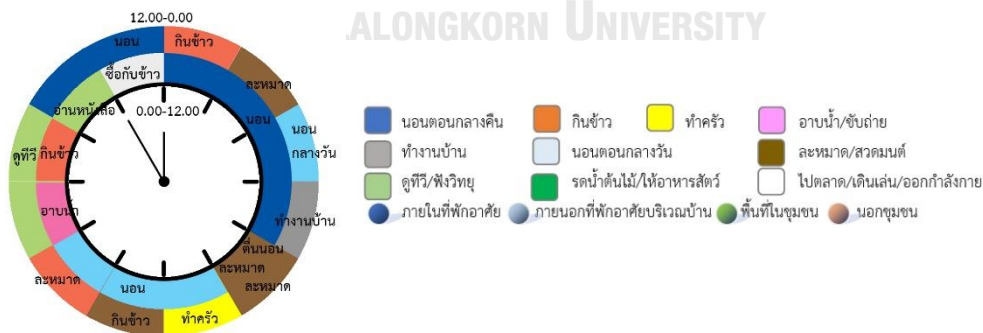 ALONGKORN UNIVERSITY
12.00-0.00
นอน
กินข้าว
ซื้อกับข้าว
ละหมาด
อ่านหนังสือ
0.00-12.00
นอน
นอน
กลางวัน
ดูทีวี
กินข้าว
อาบน้ำ
ทำงานบ้าน
ตื่นนอน
ละหมาด
ละหมาด
ละหมาด
นอน
กินข้าว
ทำครัว
นอนตอนกลางคืน
กินข้าว
ทำครัว
อาบน้ำ/ขับถ่าย
ทำงานบ้าน
นอนตอนกลางวัน
ละหมาด/สวดมนต์
ดูทีวี/ฟังวิทยุ
รดน้ำต้นไม้/ให้อาหารสัตว์
ไปตลาด/เดินเล่น/ออกกำลังกาย
ภายในที่พักอาศัย
ภายนอกที่พักอาศัยบริเวณบ้าน
พื้นที่ในชุมชน
นอกชุมชน